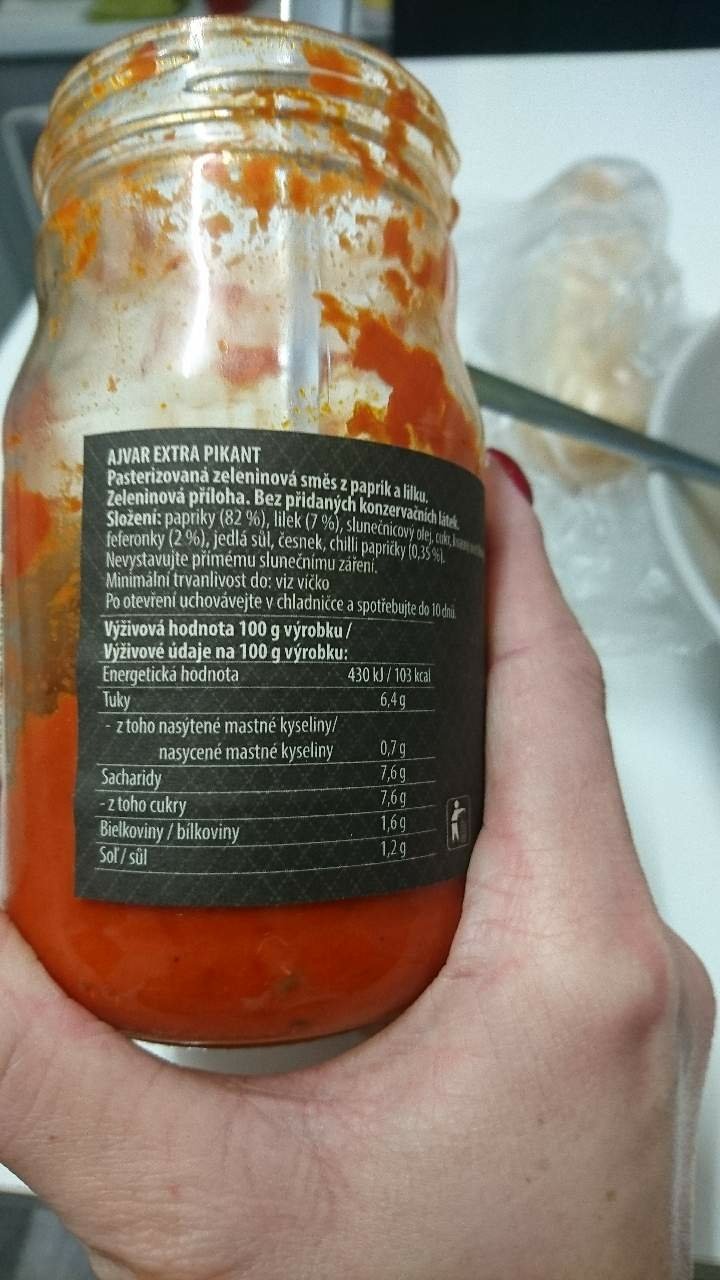 AJVAR EXTRA PIKANT
Pasterizovaná zeleninová směs z paprik a lilku.
Zeleninová příloha. Bez přidaných konzervačních látek.
Složení: papriky (82 %), lilek (7 %), slunečnicový olej, cukr,
feferonky (2 %), jedlá sůl, česnek, chilli papričky (0,35 %).
Nevystavujte přímému slunečnímu záření.
Minimální trvanlivost do: viz víčko
Po otevření uchovávejte v chladničce a spotřebujte do 10 dnů.
Výživová hodnota 100 g výrobku /
Výživové údaje na 100 g výrobku:
Energetická hodnota 430 kJ / 103 kcal
Tuky 6,4 g
- z toho nasýtené mastné kyseliny/
nasycené mastné kyseliny 0,7 g
Sacharidy 7,6 g
- z toho cukry 7,6 g
Bielkoviny / bílkoviny 1,6 g
Soľ / sůl 1,2 g